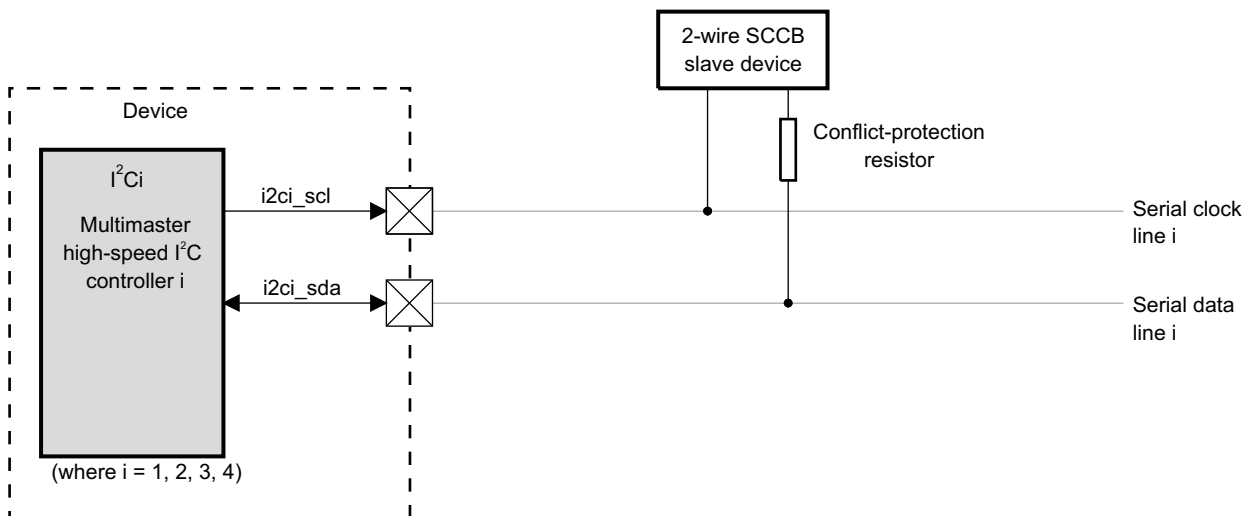 2-wire SCCB
slave device
Device
Conflict-protection
resistor
I²Ci
i2ci_scl
Multimaster
high-speed I²C
controller i
Serial clock
line i
i2ci_sda
Serial data
line i
(where i = 1, 2, 3, 4)